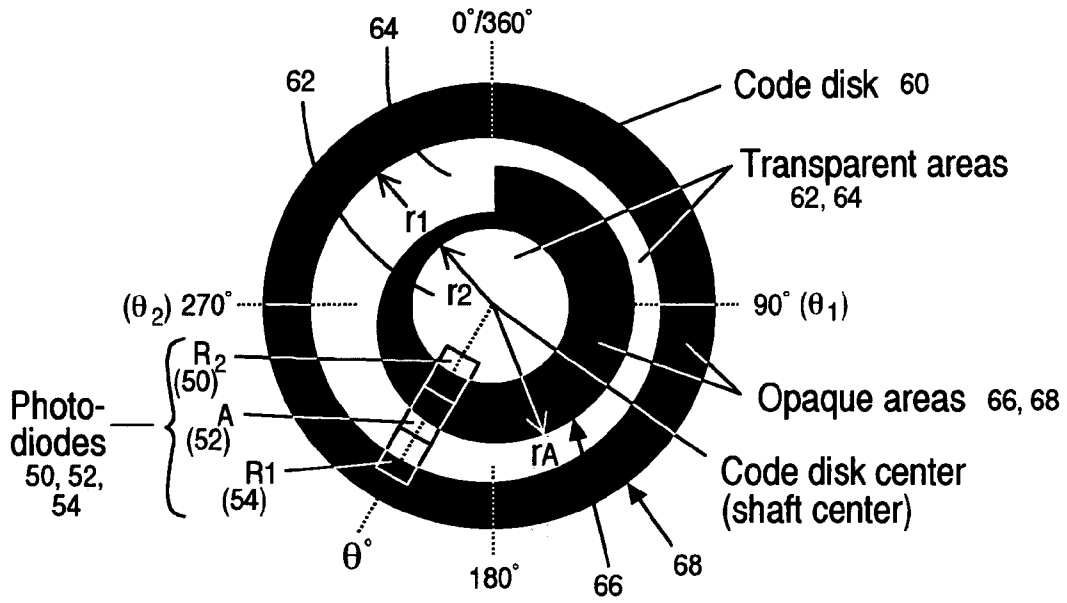 0°/360°
64
62
Code disk 60
Transparent areas
62, 64
r1
r2
(θ2) 270°
90° (θ1)
R2
(50)
A
(52)
R1
(54)
Photo-
diodes
50, 52,
54
rA
Opaque areas 66, 68
Code disk center
(shaft center)
θ°
180°
66
68